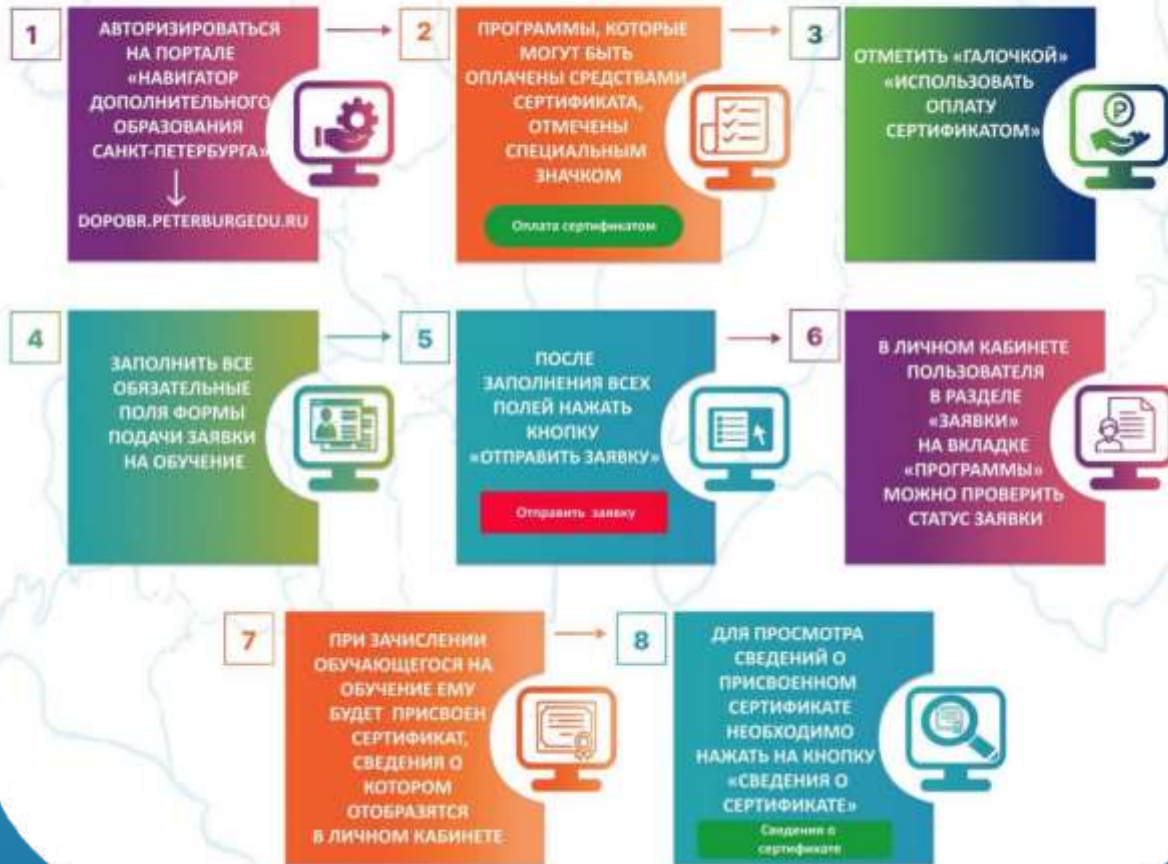 1
АВТОРИЗИРОВАТЬСЯ
НА ПОРТАЛЕ
«НАВИГАТОР
ДОПОЛНИТЕЛЬНОГО
ОБРАЗОВАНИЯ
САНКТ-ПЕТЕРБУРГА»
DOPOBR.PETERBURGEDU.RU
2
ПРОГРАММЫ, КОТОРЫЕ
МОГУТ БЫТЬ
ОПЛАЧЕНЫ СРЕДСТВАМИ
СЕРТИФИКАТА,
ОТМЕЧЕНЫ
СПЕЦИАЛЬНЫМ
ЗНАЧКОМ
Оплата сертификатом
3
ОТМЕТИТЬ «ГАЛОЧКОЙ»
«ИСПОЛЬЗОВАТЬ
ОПЛАТУ
СЕРТИФИКАТОМ»
4
ЗАПОЛНИТЬ ВСЕ
ОБЯЗАТЕЛЬНЫЕ
ПОЛЯ ФОРМЫ
ПОДАЧИ ЗАЯВКИ
НА ОБУЧЕНИЕ
5
ПОСЛЕ
ЗАПОЛНЕНИЯ ВСЕХ
ПОЛЕЙ НАЖАТЬ
КНОПКУ
«ОТПРАВИТЬ ЗАЯВКУ»
Отправить заявку
6
В ЛИЧНОМ КАБИНЕТЕ
ПОЛЬЗОВАТЕЛЯ
В РАЗДЕЛЕ
«ЗАЯВКИ»
НА ВКЛАДКЕ
«ПРОГРАММЫ»
МОЖНО ПРОВЕРИТЬ
СТАТУС ЗАЯВКИ
7
ПРИ ЗАЧИСЛЕНИИ
ОБУЧАЮЩЕГОСЯ НА
ОБУЧЕНИЕ ЕМУ
БУДЕТ ПРИСВОЕН
СЕРТИФИКАТ,
СВЕДЕНИЯ О
КОТОРОМ
ОТОБРАЗЯТСЯ
В ЛИЧНОМ КАБИНЕТЕ
8
ДЛЯ ПРОСМОТРА
СВЕДЕНИЙ О
ПРИСВОЕННОМ
СЕРТИФИКАТЕ
НЕОБХОДИМО
НАЖАТЬ НА КНОПКУ
«СВЕДЕНИЯ О
СЕРТИФИКАТЕ»
Сведения о
сертификате